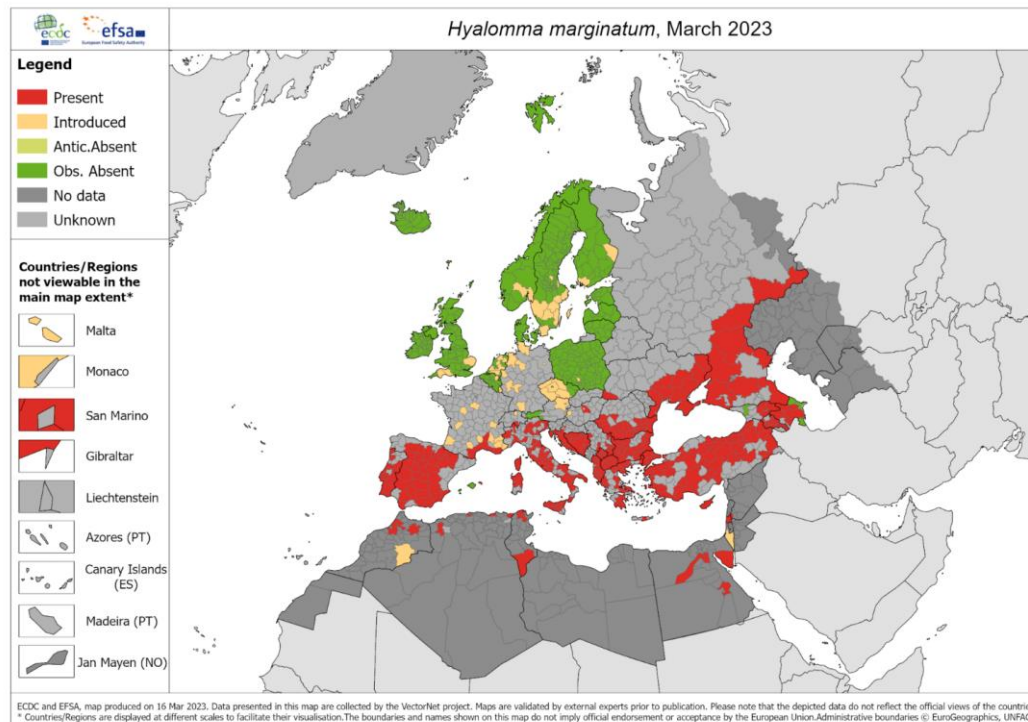 ecdc
efsa
European Food Safety Authority
Hyalomma marginatum, March 2023
Legend
Present
Introduced
Antic.Absent
Obs. Absent
No data
Unknown
Countries/Regions
not viewable in the
main map extent*
Malta
Monaco
San Marino
Gibraltar
Liechtenstein
Azores (PT)
Canary Islands
(ES)
Madeira (PT)
Jan Mayen (NO)
ECDC and EFSA, map produced on 16 Mar 2023. Data presented in this map are collected by the VectorNet project. Maps are validated by external experts prior to publication. Please note that the depicted data do not reflect the official views of the countrie
* Countries/Regions are displayed at different scales to facilitate their visualisation.The boundaries and names shown on this map do not imply official endorsement or acceptance by the European Union.Administrative boundaries © EuroGeographics, UNFA